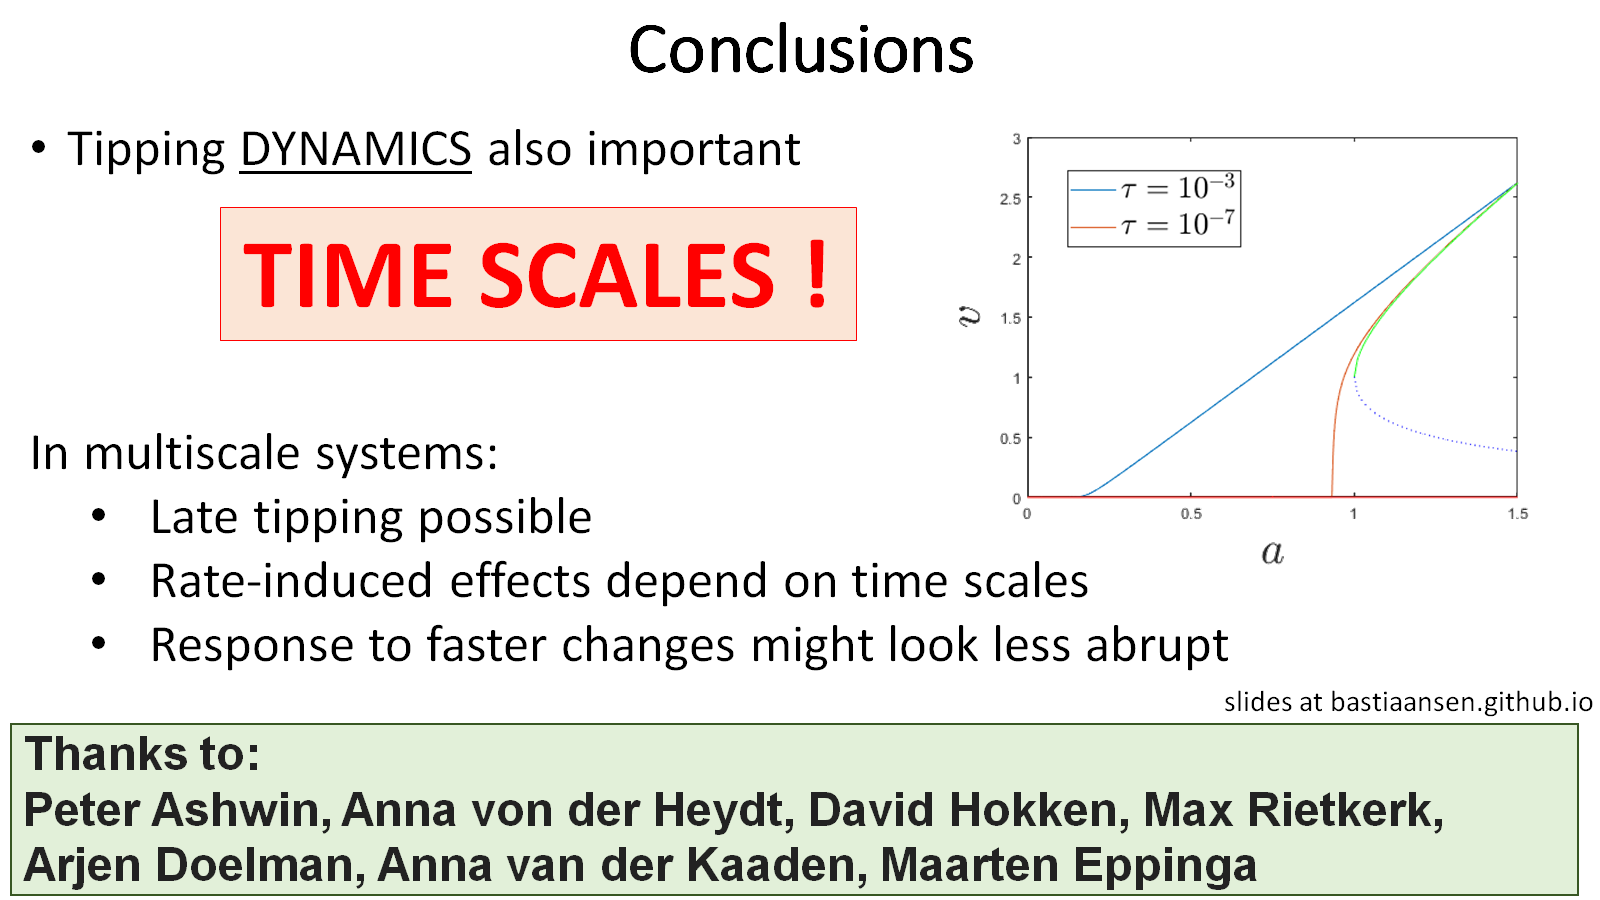 Conclusions
• Tipping DYNAMICS also important
TIME SCALES !
In multiscale systems:
• Late tipping possible
• Rate-induced effects depend on time scales
• Response to faster changes might look less abrupt
3
2.5
2
1.5
1
0.5
0
v
τ = 10⁻³
τ = 10⁻⁷
0 0.5 1 1.5
a
slides at bastiaansen.github.io
Thanks to:
Peter Ashwin, Anna von der Heydt, David Hokken, Max Rietkerk,
Arjen Doelman, Anna van der Kaaden, Maarten Eppinga